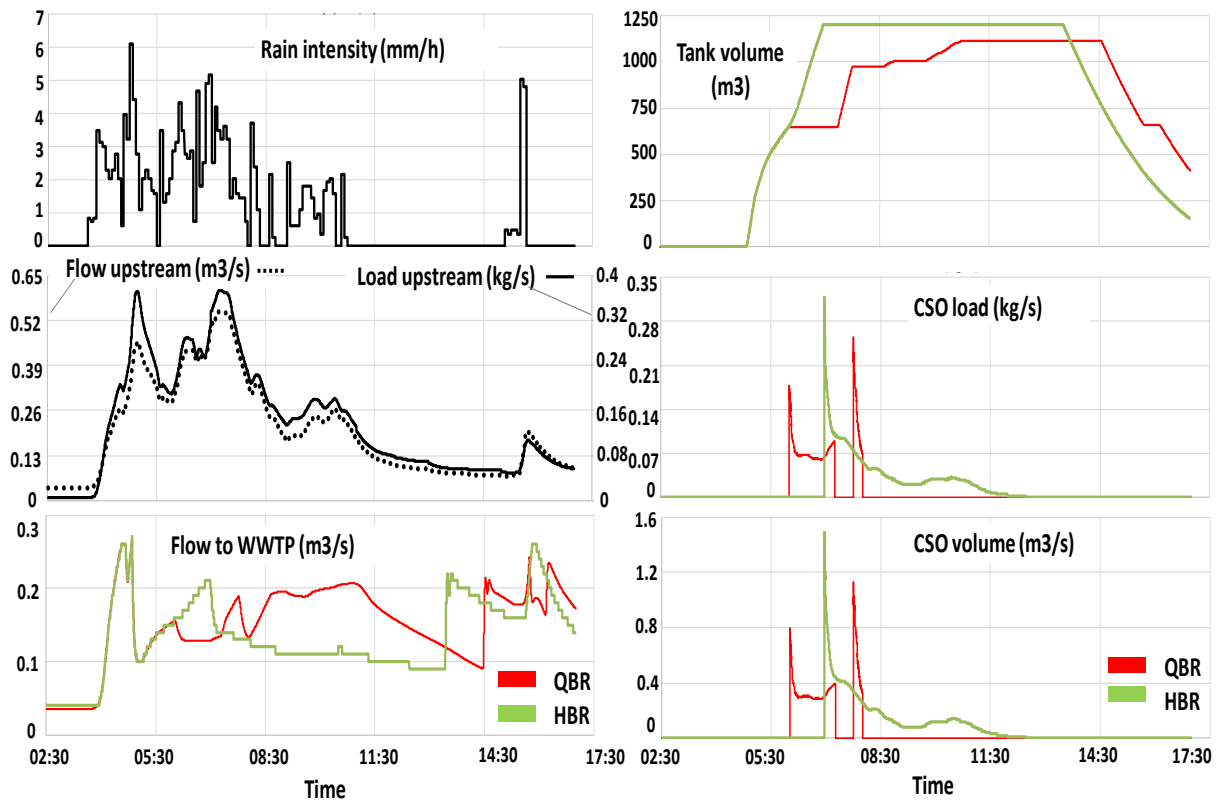 7
6
5
4
3
2
1
0
Rain intensity (mm/h)
1250
1000
750
500
250
0
Tank volume
(m3)
0.65
0.52
0.39
0.26
0.13
0
Flow upstream (m3/s)
Load upstream (kg/s)
0.4
0.32
0.24
0.16
0.08
0
0.35
0.28
0.21
0.14
0.07
0
CSO load (kg/s)
0.3
0.2
0.1
0
Flow to WWTP (m3/s)
QBR
HBR
02:30 05:30 08:30 11:30 14:30 17:30
Time
1.6
1.2
0.8
0.4
0
CSO volume (m3/s)
QBR
HBR
02:30 05:30 08:30 11:30 14:30 17:30
Time